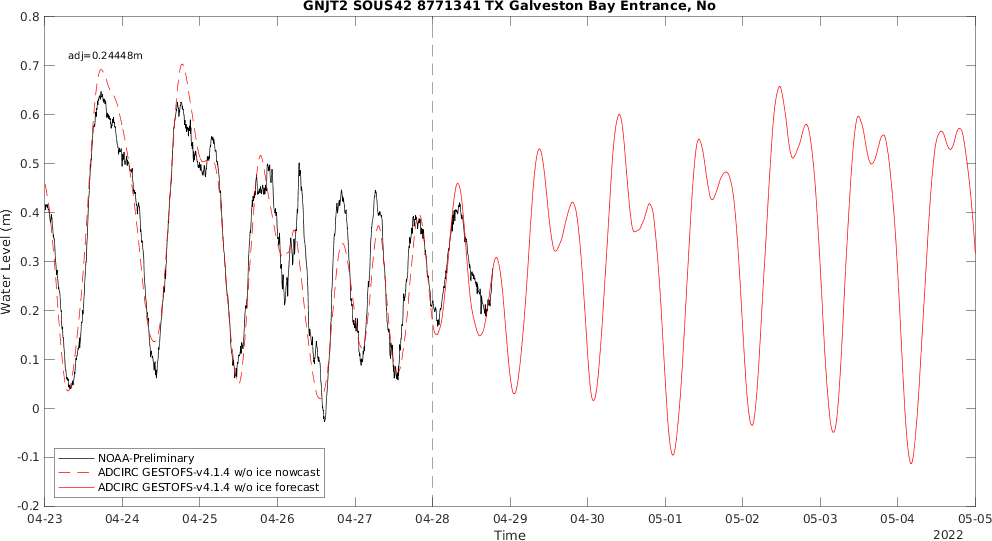 GNJT2 SOUS42 8771341 TX Galveston Bay Entrance, No
adj=0.24448m
Water Level (m)
0.8
0.7
0.6
0.5
0.4
0.3
0.2
0.1
0
-0.1
-0.2
NOAA-Preliminary
ADCIRC GESTOFS-v4.1.4 w/o ice nowcast
ADCIRC GESTOFS-v4.1.4 w/o ice forecast
04-23 04-24 04-25 04-26 04-27 04-28 04-29 04-30 05-01 05-02 05-03 05-04 05-05
Time
2022